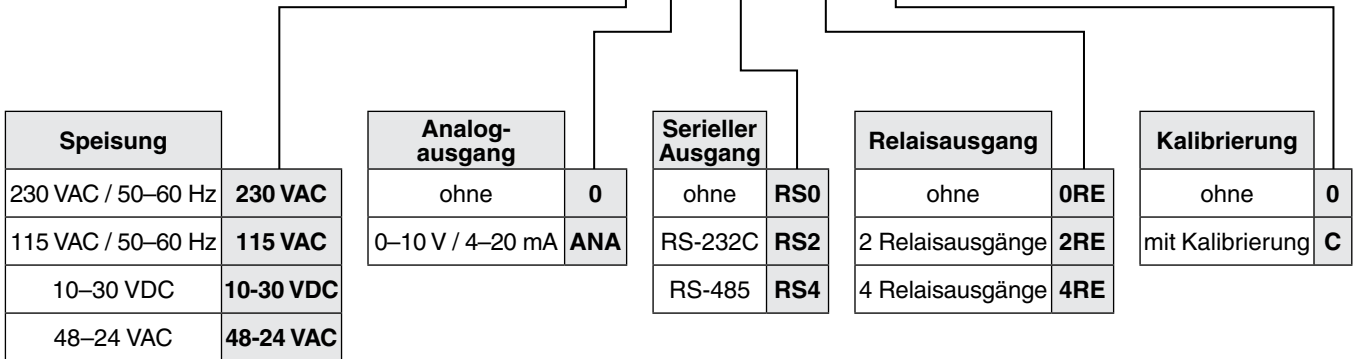 Speisung
230 VAC / 50–60 Hz 230 VAC
115 VAC / 50–60 Hz 115 VAC
10–30 VDC 10-30 VDC
48–24 VAC 48-24 VAC
Analog-
ausgang
ohne 0
0–10 V / 4–20 mA ANA
Serieller
Ausgang
ohne RS0
RS-232C RS2
RS-485 RS4
Relaisausgang
ohne 0RE
2 Relaisausgänge 2RE
4 Relaisausgänge 4RE
Kalibrierung
ohne 0
mit Kalibrierung C